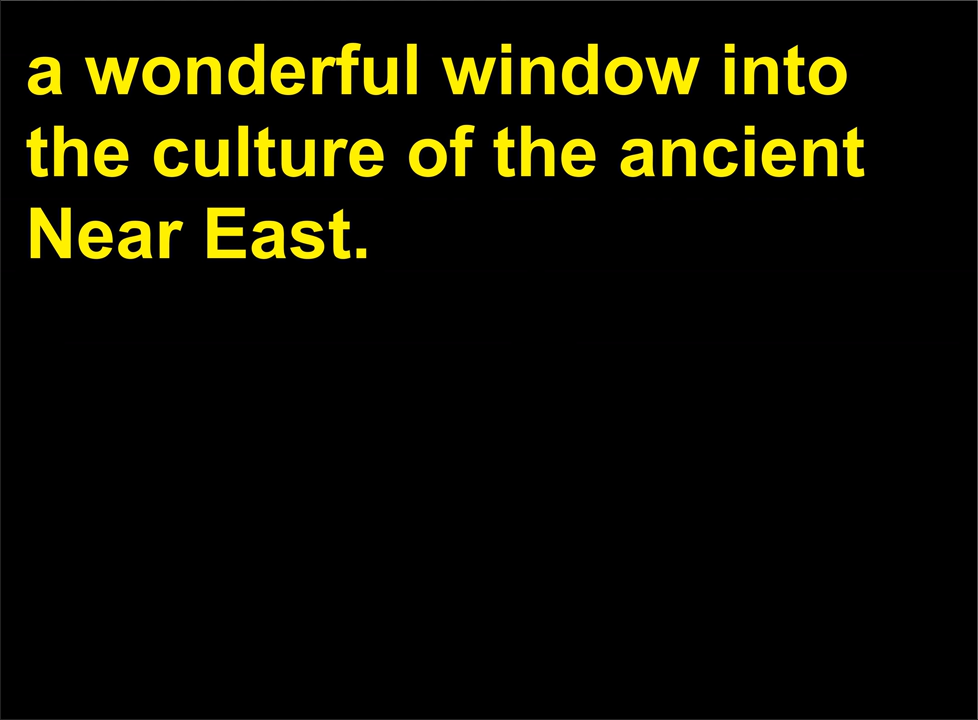 a wonderful window into
the culture of the ancient
Near East.